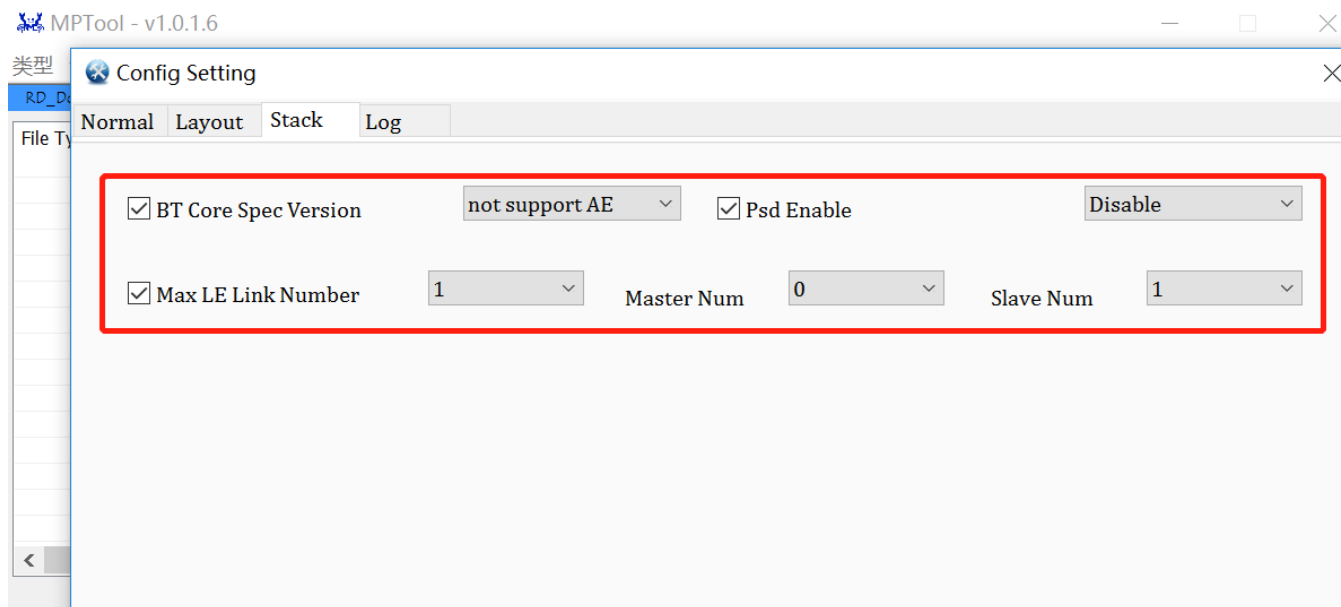 MPTool - v1.0.1.6
类型
Config Setting
RD_Do
Normal Layout Stack Log
File Ty
BT Core Spec Version not support AE Psd Enable Disable
Max LE Link Number 1 Master Num 0 Slave Num 1